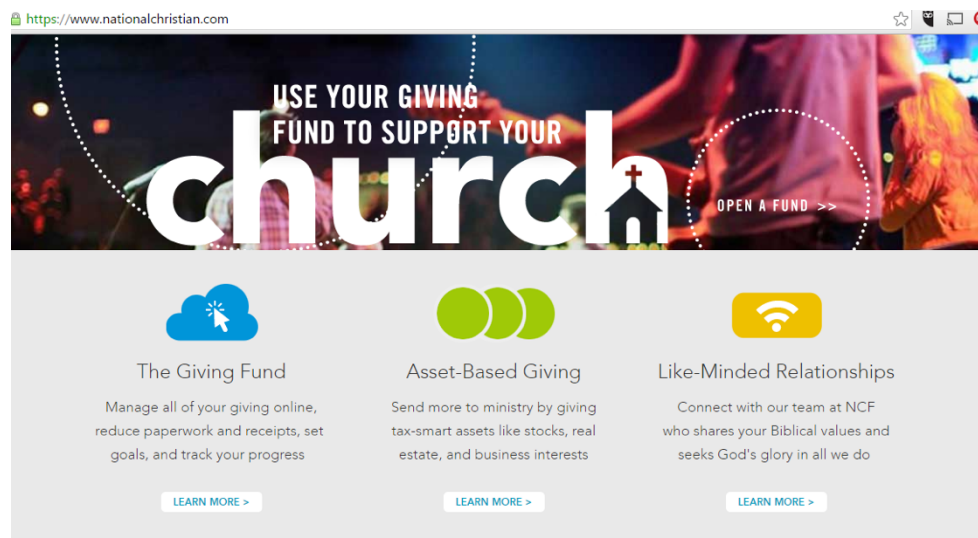 https://www.nationalchristian.com
USE YOUR GIVING
FUND TO SUPPORT YOUR
church
OPEN A FUND >>
The Giving Fund
Manage all of your giving online,
reduce paperwork and receipts, set
goals, and track your progress
LEARN MORE >
Asset-Based Giving
Send more to ministry by giving
tax-smart assets like stocks, real
estate, and business interests
LEARN MORE >
Like-Minded Relationships
Connect with our team at NCF
who shares your Biblical values and
seeks God's glory in all we do
LEARN MORE >